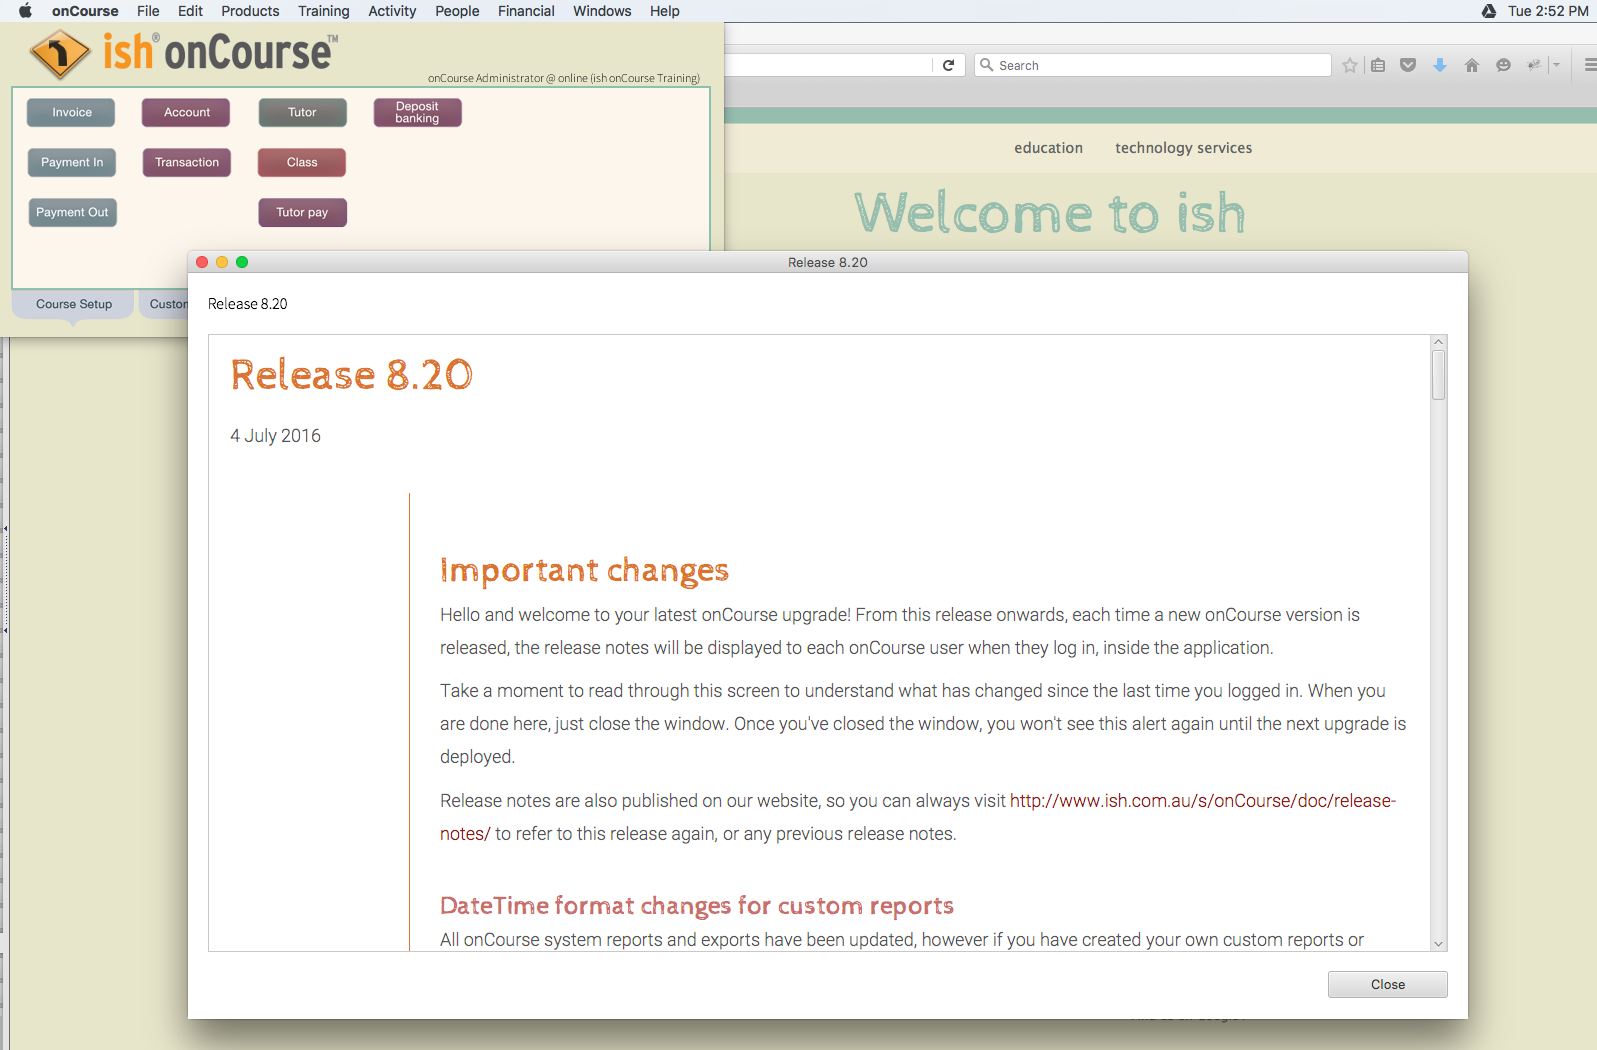 onCourse File Edit Products Training Activity People Financial Windows Help Tue 2:52 PM
ish® onCourse™
onCourse Administrator @ online (ish onCourse Training)
Search
Invoice Account Tutor Deposit banking
Payment In Transaction Class
Payment Out Tutor pay
education technology services
Welcome to ish
Course Setup Custom
Release 8.20
Release 8.20
Release 8.20
4 July 2016
Important changes
Hello and welcome to your latest onCourse upgrade! From this release onwards, each time a new onCourse version is
released, the release notes will be displayed to each onCourse user when they log in, inside the application.
Take a moment to read through this screen to understand what has changed since the last time you logged in. When you
are done here, just close the window. Once you've closed the window, you won't see this alert again until the next upgrade is
deployed.
Release notes are also published on our website, so you can always visit http://www.ish.com.au/s/onCourse/doc/release-
notes/ to refer to this release again, or any previous release notes.
DateTime format changes for custom reports
All onCourse system reports and exports have been updated, however if you have created your own custom reports or
Close